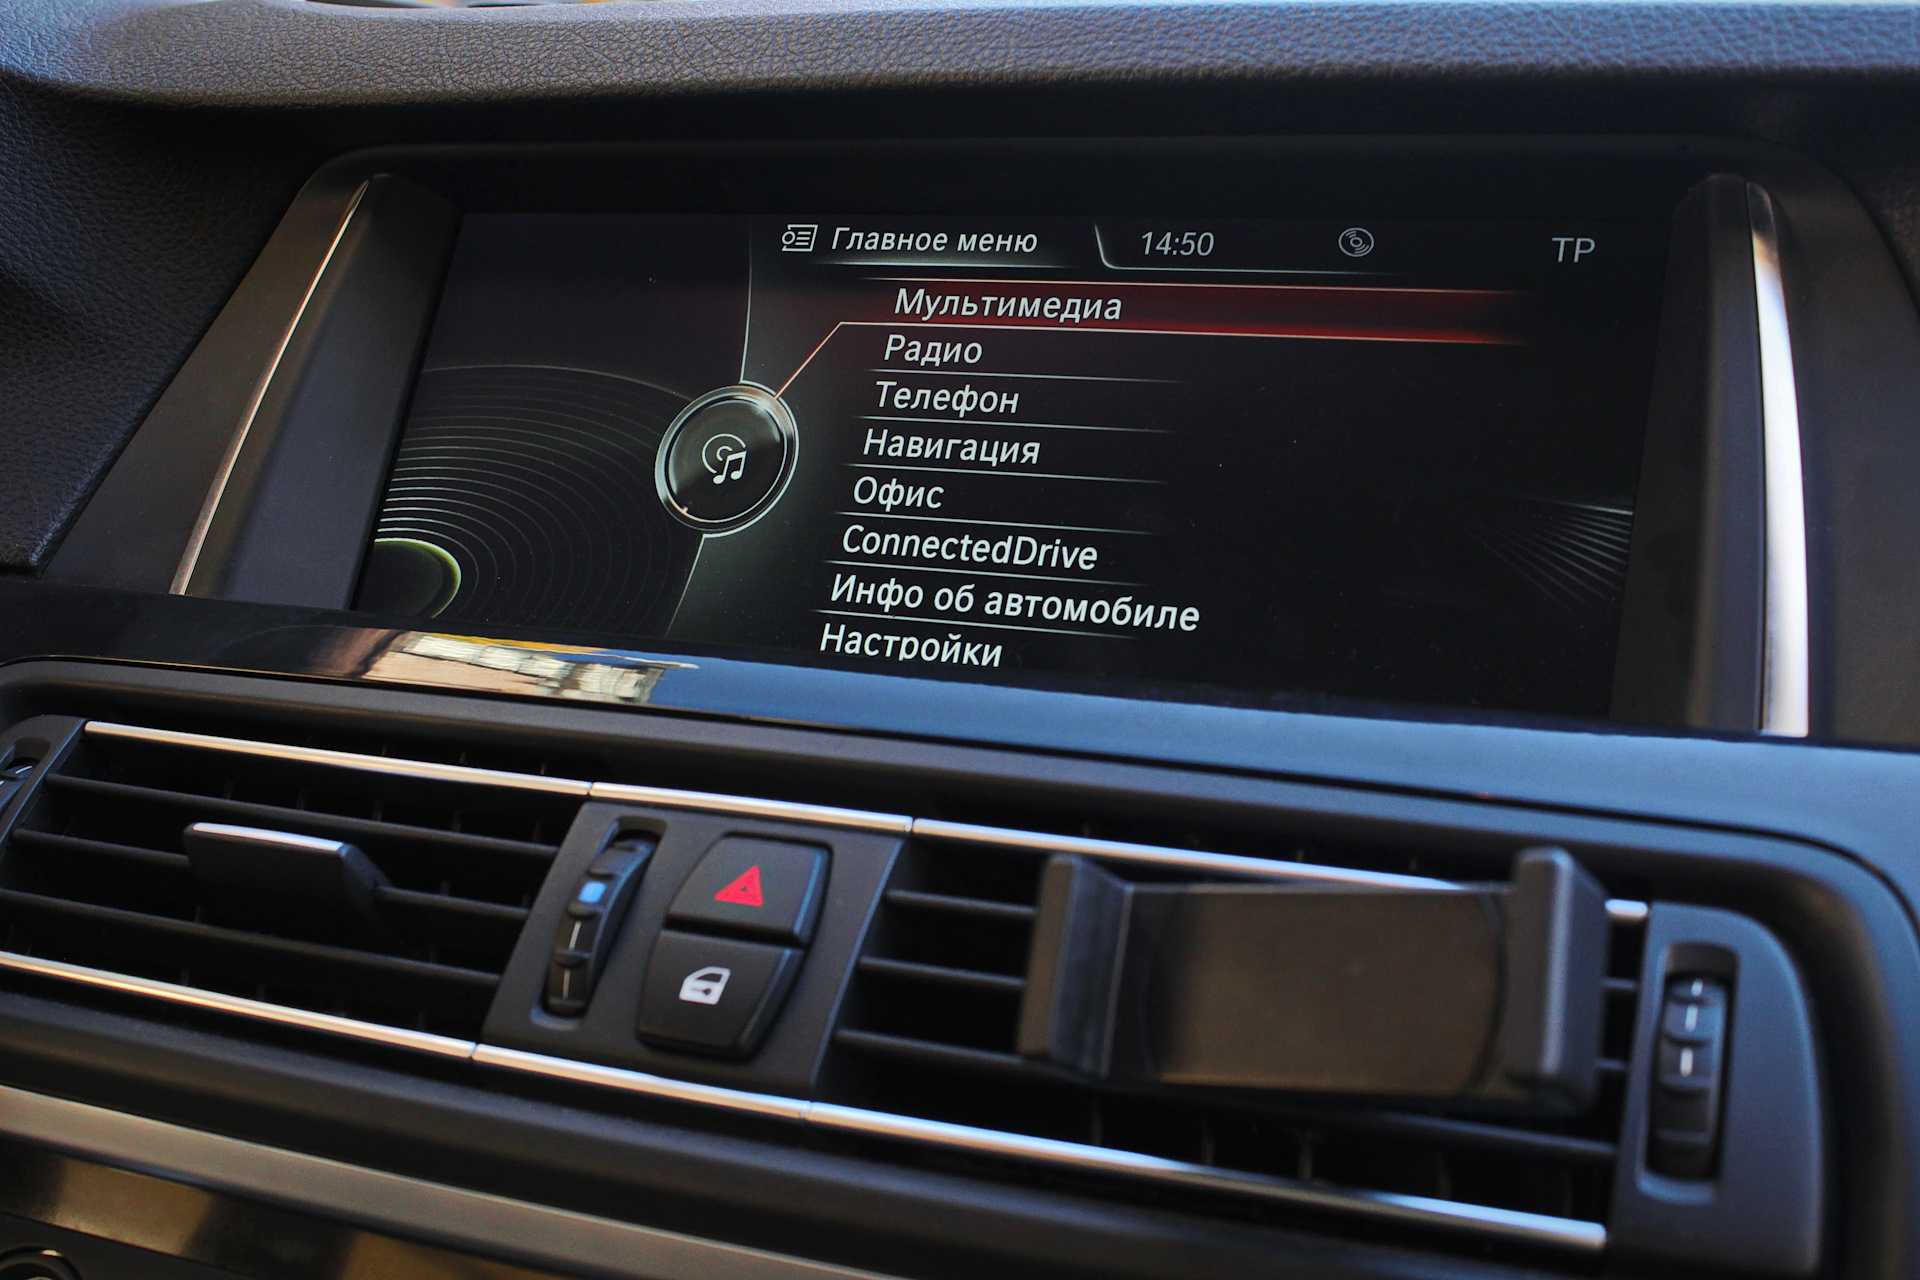 Главное меню 14:50 TP
Мультимедиа
Радио
Телефон
Навигация
Офис
ConnectedDrive
Инфо об автомобиле
Настройки